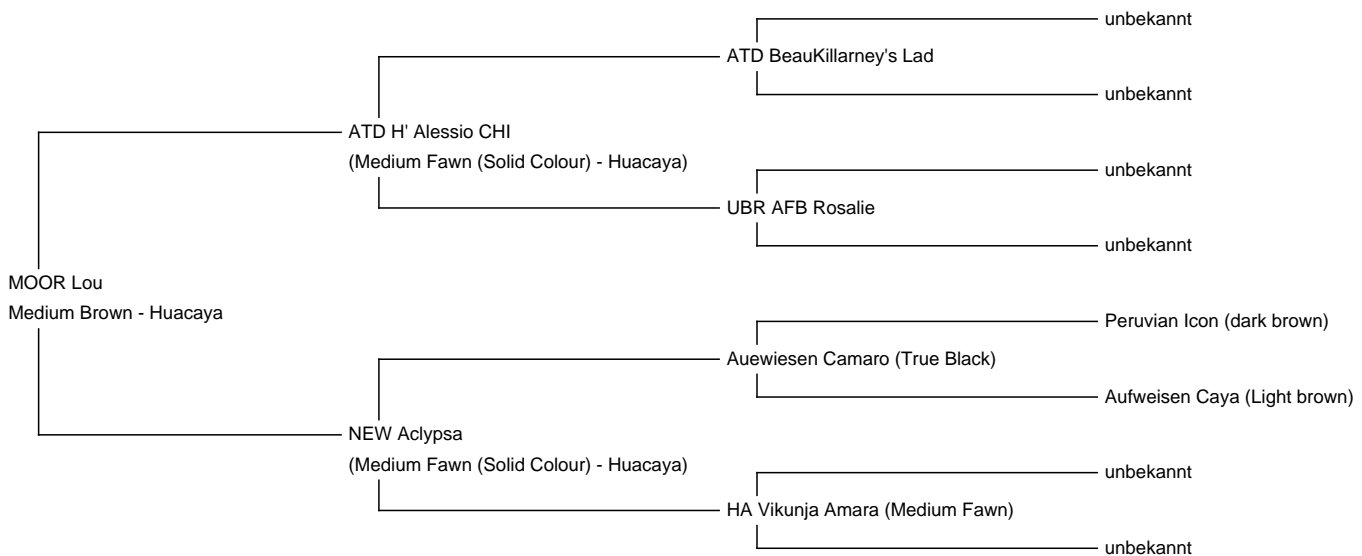 unbekannt
ATD BeauKillarney's Lad
unbekannt
ATD H' Alessio CHI
(Medium Fawn (Solid Colour) - Huacaya)
unbekannt
UBR AFB Rosalie
unbekannt
MOOR Lou
Medium Brown - Huacaya
Peruvian Icon (dark brown)
Auewiesen Camaro (True Black)
Aufweisen Caya (Light brown)
NEW Aclypsa
(Medium Fawn (Solid Colour) - Huacaya)
unbekannt
HA Vikunja Amara (Medium Fawn)
unbekannt